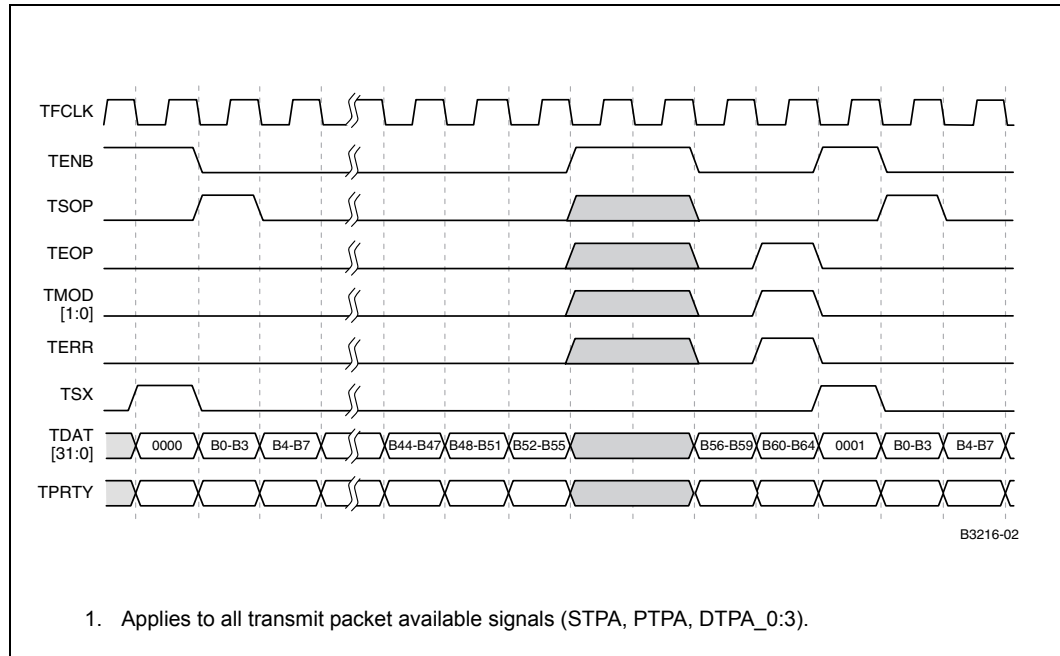 TFCLK
TENB
TSOP
TEOP
TMOD
[1:0]
TERR
TSX
TDAT
[31:0]
0000 B0-B3 B4-B7 B44-B47 B48-B51 B52-B55 B56-B59 B60-B64 0001 B0-B3 B4-B7
TPRTY
B3216-02
1. Applies to all transmit packet available signals (STPA, PTPA, DTPA_0:3).